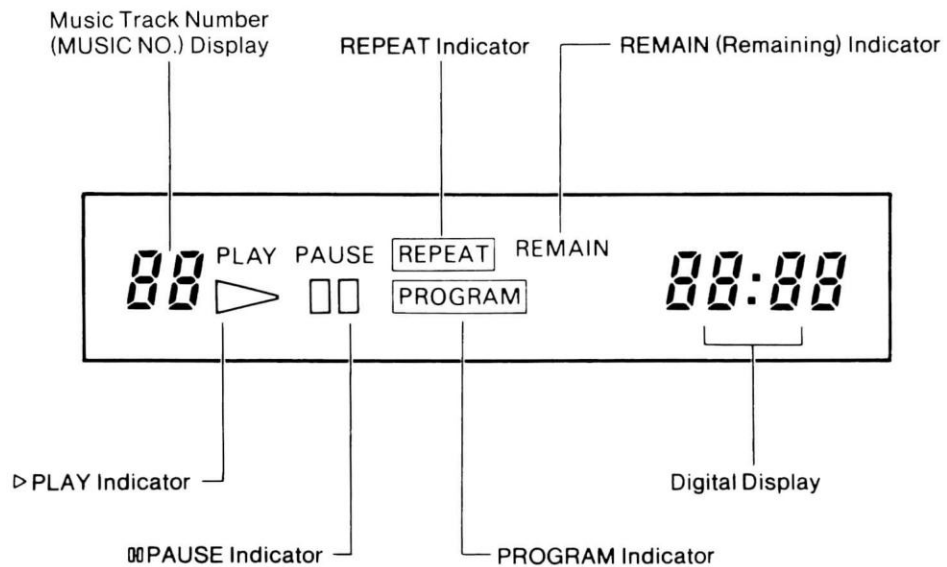 Music Track Number
(MUSIC NO.) Display
REPEAT Indicator
REMAIN (Remaining) Indicator
88 PLAY PAUSE REPEAT REMAIN 88:88
PROGRAM
▷ PLAY Indicator
Digital Display
▯▯ PAUSE Indicator
PROGRAM Indicator